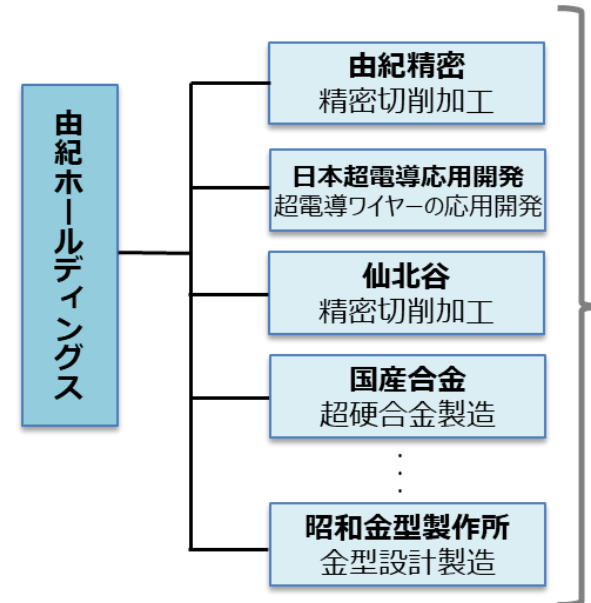 由紀ホールディングス
由紀精密
精密切削加工
日本超電導応用開発
超電導ワイヤーの応用開発
仙北谷
精密切削加工
国産合金
超硬合金製造
昭和金型製作所
金型設計製造